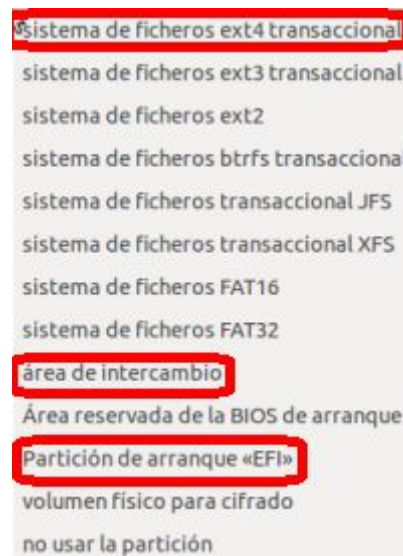 sistema de ficheros ext4 transaccional
sistema de ficheros ext3 transaccional
sistema de ficheros ext2
sistema de ficheros btrfs transaccional
sistema de ficheros transaccional JFS
sistema de ficheros transaccional XFS
sistema de ficheros FAT16
sistema de ficheros FAT32
área de intercambio
Área reservada de la BIOS de arranque
Partición de arranque «EFI»
volumen físico para cifrado
no usar la partición